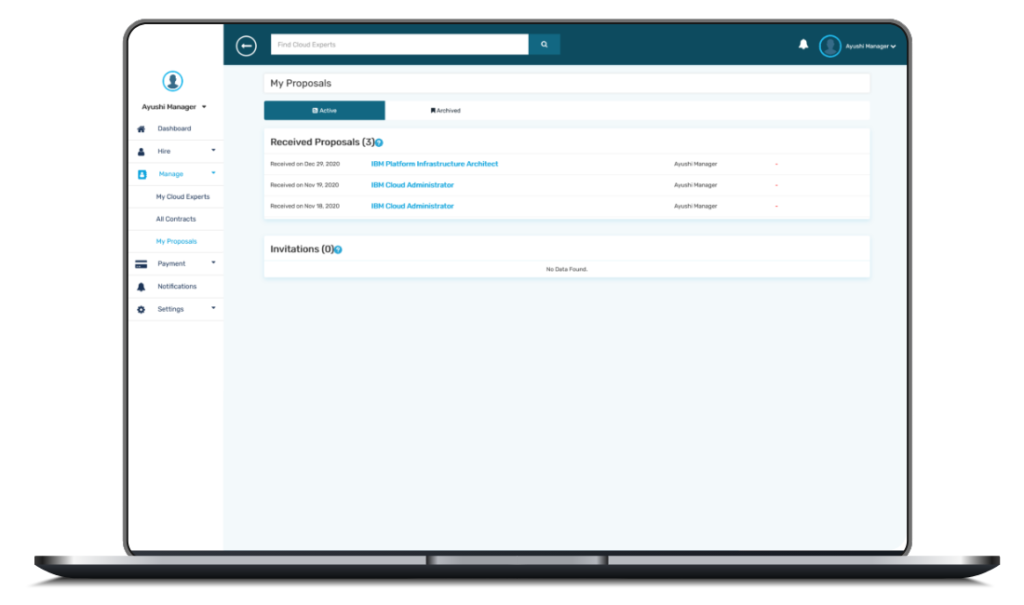 Find Cloud Experts
Ayushi Manager
Ayushi Manager
Dashboard
Hire
Manage
My Cloud Experts
All Contracts
My Proposals
Payment
Notifications
Settings
My Proposals
Active
Archived
Received Proposals (3)
Received on Dec 29, 2020 IBM Platform Infrastructure Architect Ayushi Manager -
Received on Nov 19, 2020 IBM Cloud Administrator Ayushi Manager -
Received on Nov 18, 2020 IBM Cloud Administrator Ayushi Manager -
Invitations (0)
No Data Found.